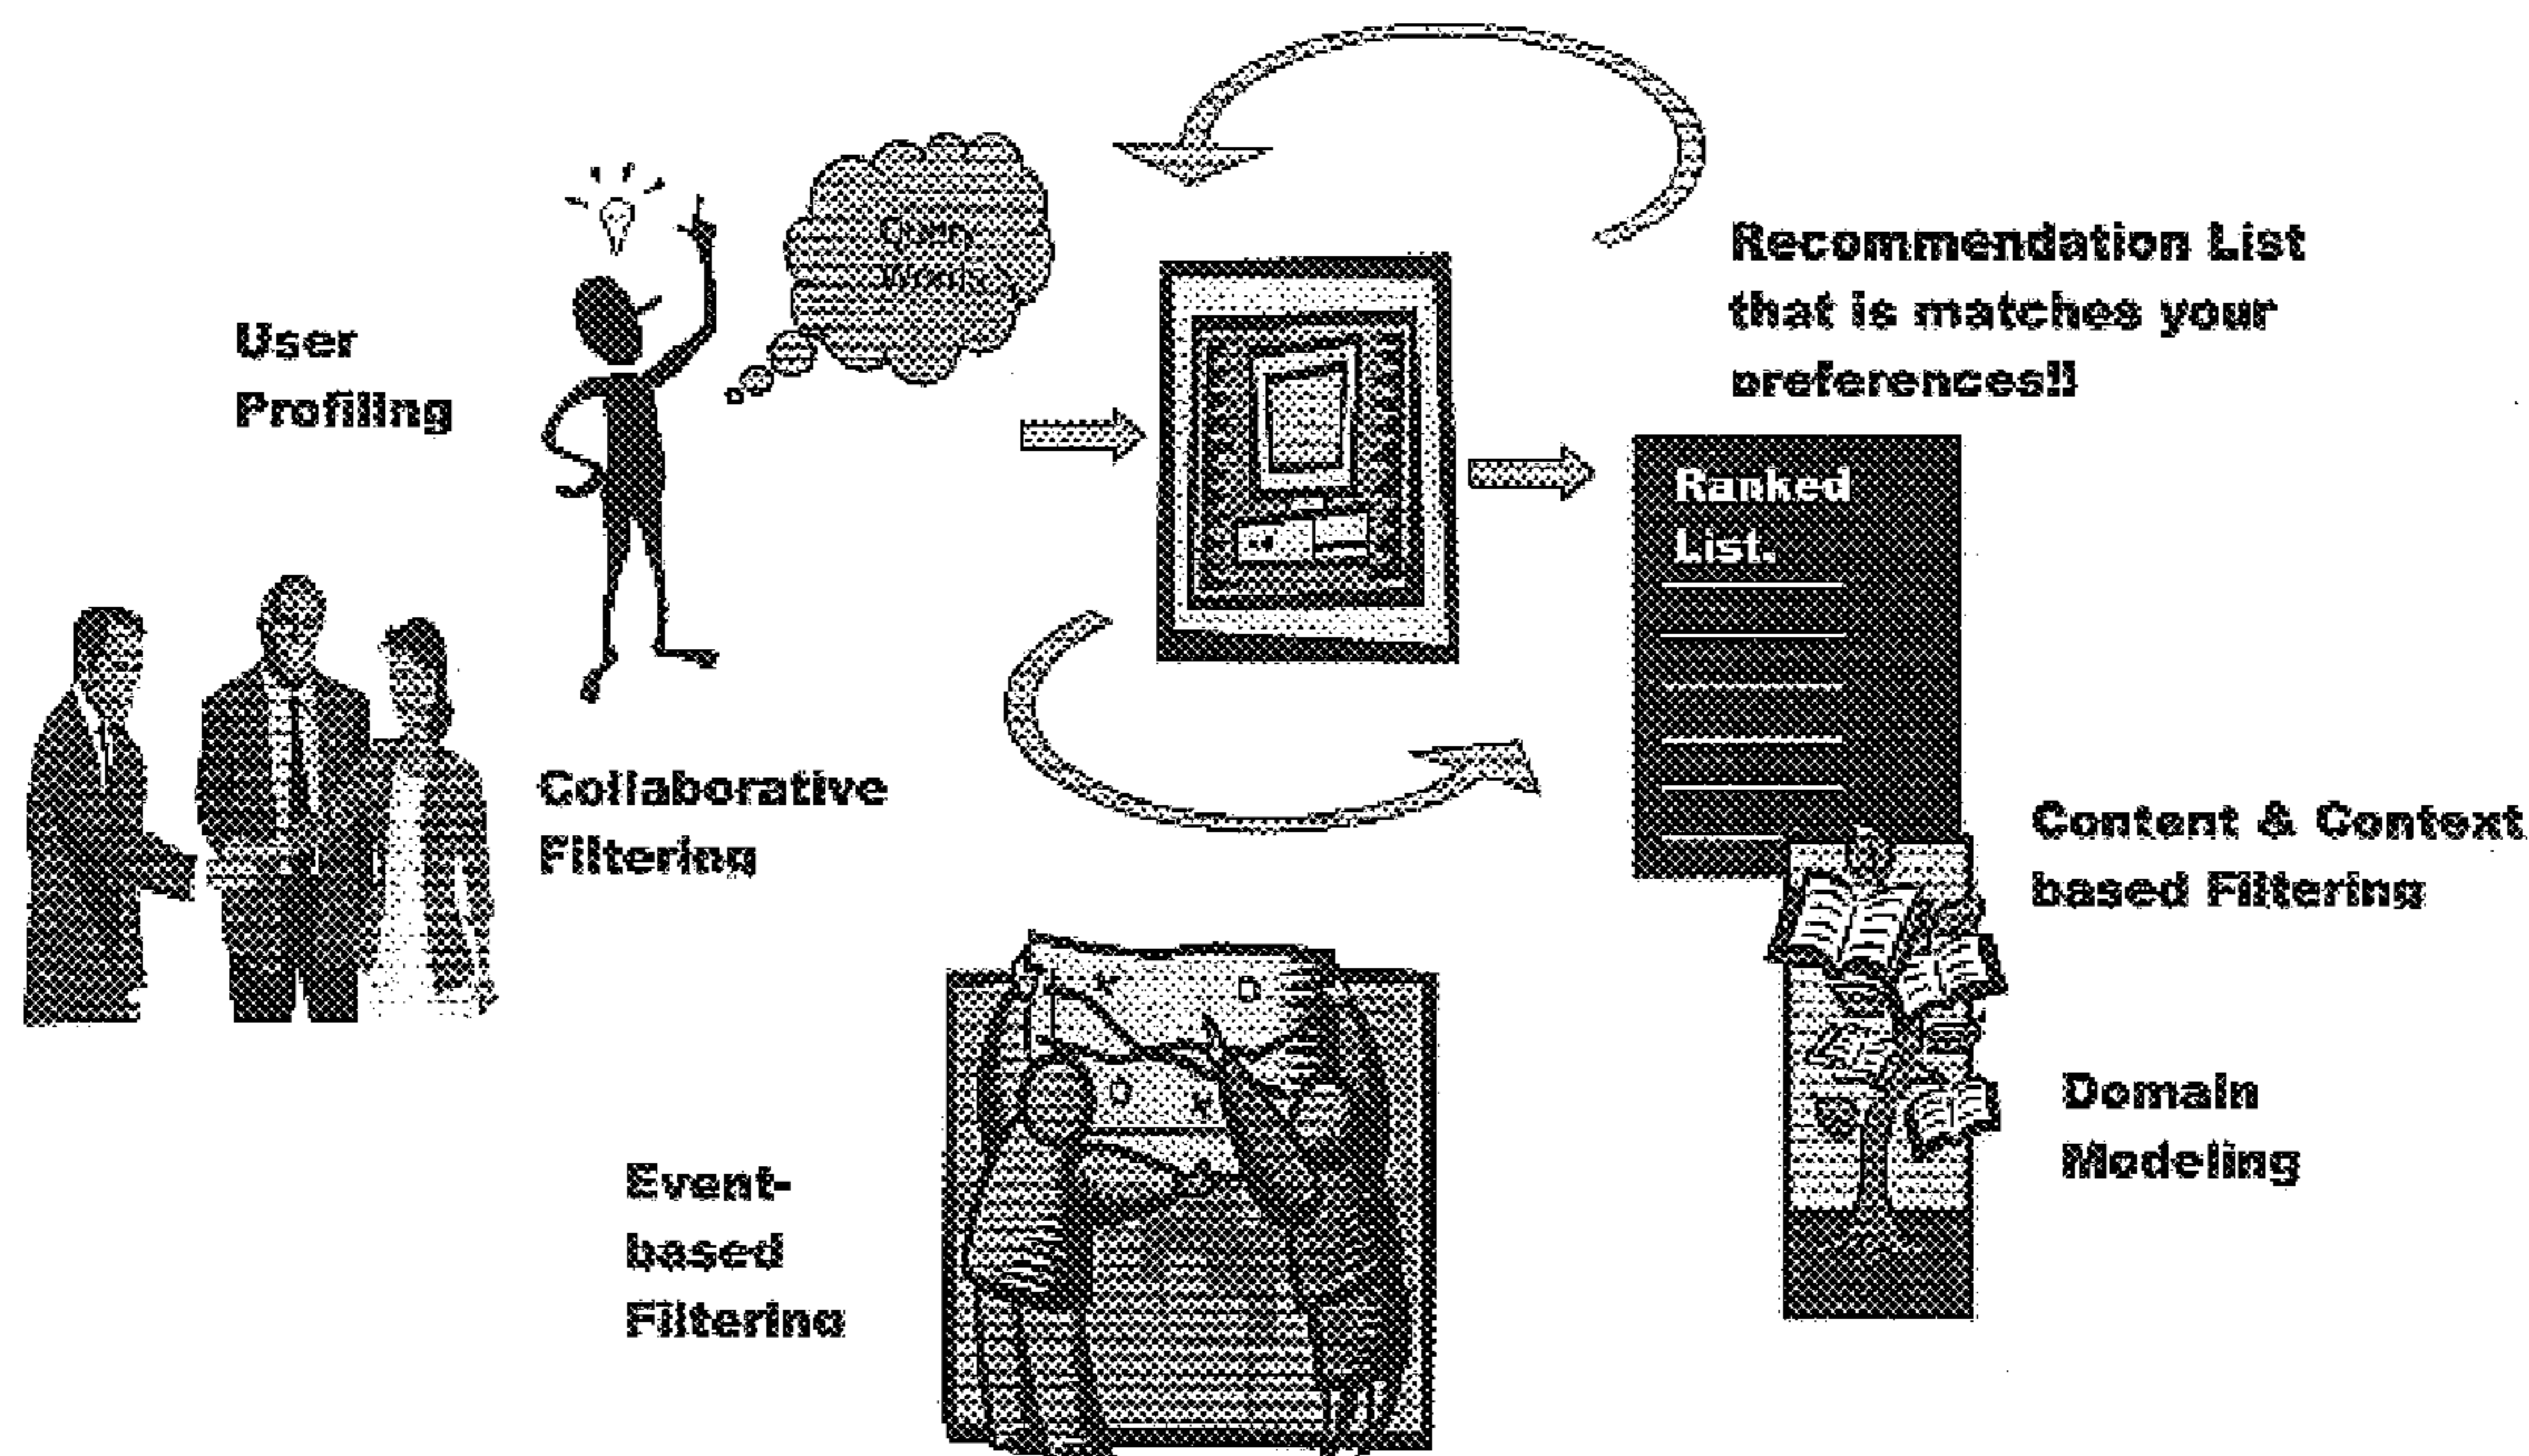 User
Profiling
Recommendation List
that is matches your
preferences!!
Ranked
List.
Collaborative
Filtering
Content & Context
based Filtering
Domain
Modeling
Event-
based
Filtering